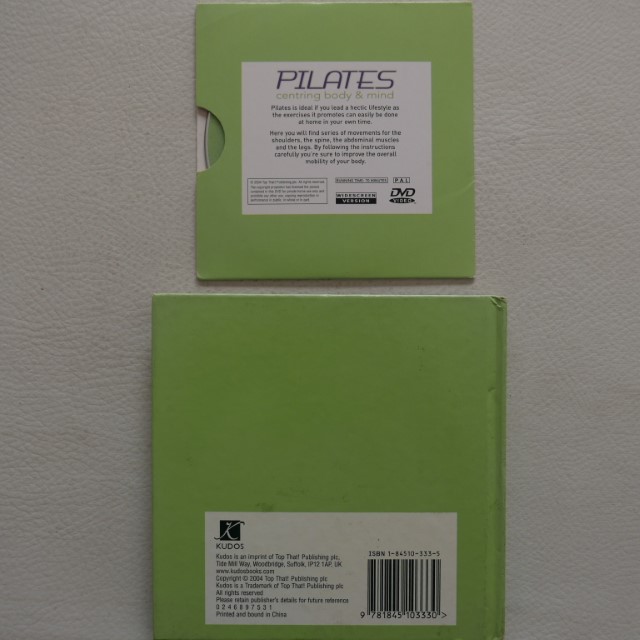 PILATES
centring body & mind
Pilates is ideal if you lead a hectic lifestyle as
the exercises it promotes can easily be done
at home in your own time.
Here you will find series of movements for the
shoulders, the spine, the abdominal muscles
and the legs. By following the instructions
carefully you're sure to improve the overall
mobility of your body.
PAL
WIDESCREEN
VERSION
DVD
VIDEO
K
KUDOS
Kudos is an imprint of Top That! Publishing plc,
Tide Mill Way, Woodbridge, Suffolk, IP12 1AP, UK
www.kudosbooks.com
Copyright © 2004 Top That! Publishing plc
Kudos is a Trademark of Top That! Publishing plc
All rights reserved
Please retain publisher's details for future reference
0246897531
Printed and bound in China
ISBN 1-84510-333-5
9 781845 103330 >